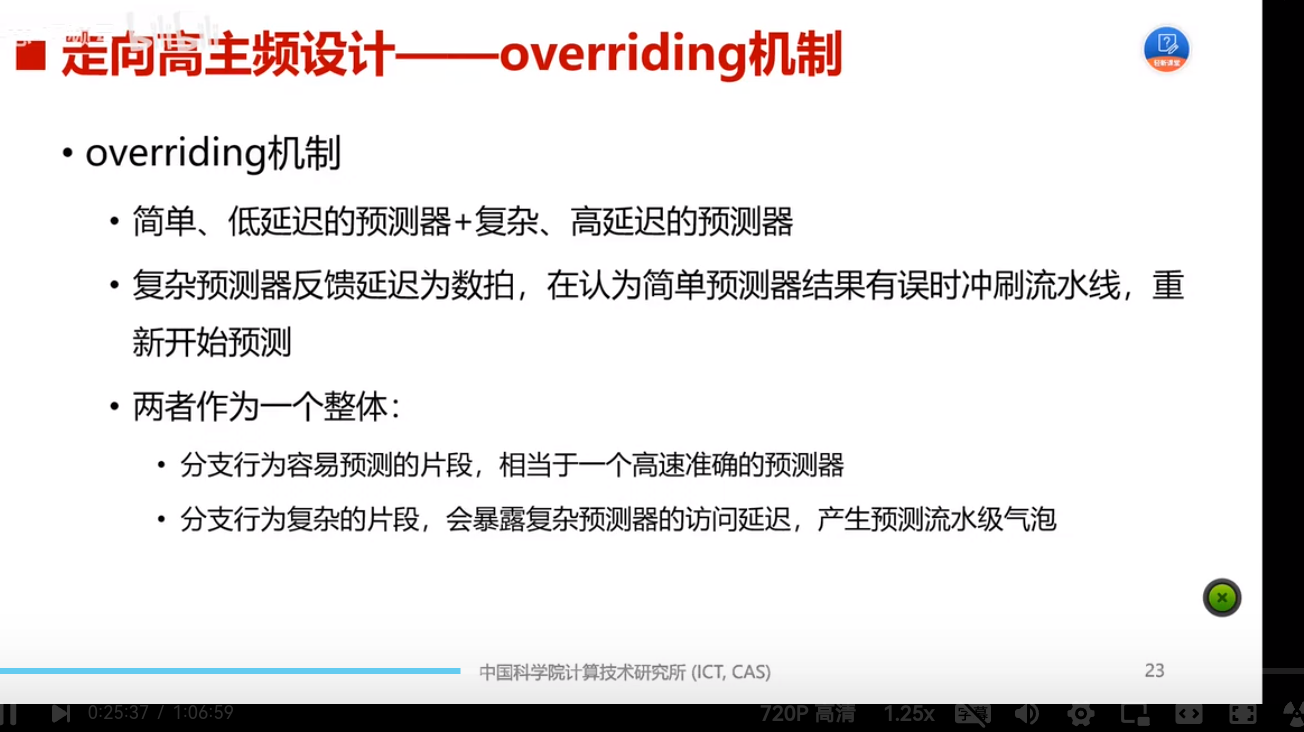 走向高主频设计——overriding机制
轻新课堂
• overriding机制
• 简单、低延迟的预测器+复杂、高延迟的预测器
• 复杂预测器反馈延迟为数拍，在认为简单预测器结果有误时冲刷流水线，重
新开始预测
• 两者作为一个整体：
• 分支行为容易预测的片段，相当于一个高速准确的预测器
• 分支行为复杂的片段，会暴露复杂预测器的访问延迟，产生预测流水级气泡
中国科学院计算技术研究所 (ICT, CAS)
23
0:25:37 / 1:06:59
720P 高清
1.25x
字幕